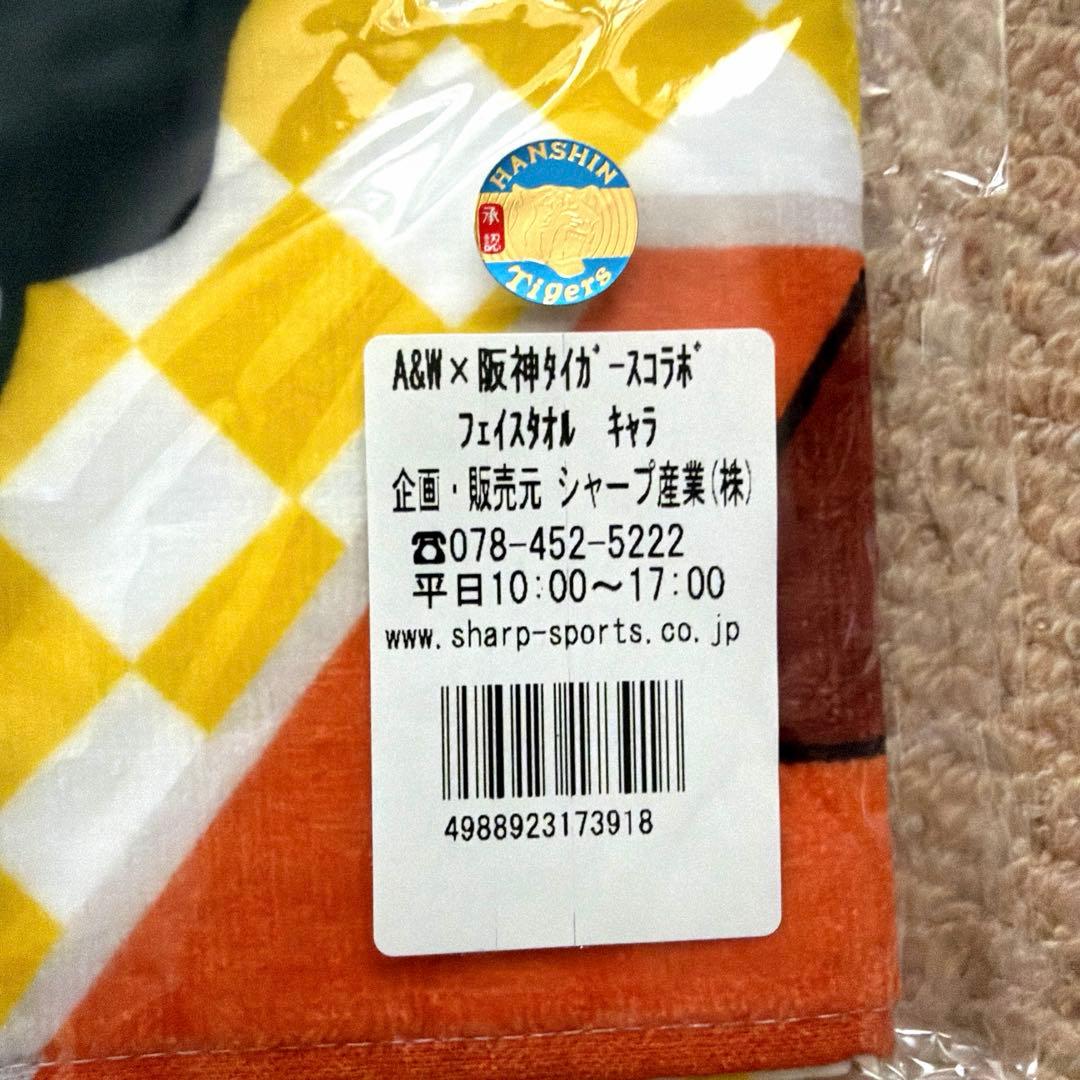 HANSHIN
承認
Tigers
A&W×阪神ﾀｲｶﾞｰｽｺﾗﾎﾞ
ﾌｪｲｽﾀｵﾙ ｷｬﾗ
企画・販売元 シャープ産業(株)
☎078-452-5222
平日10:00～17:00
www.sharp-sports.co.jp
4988923173918